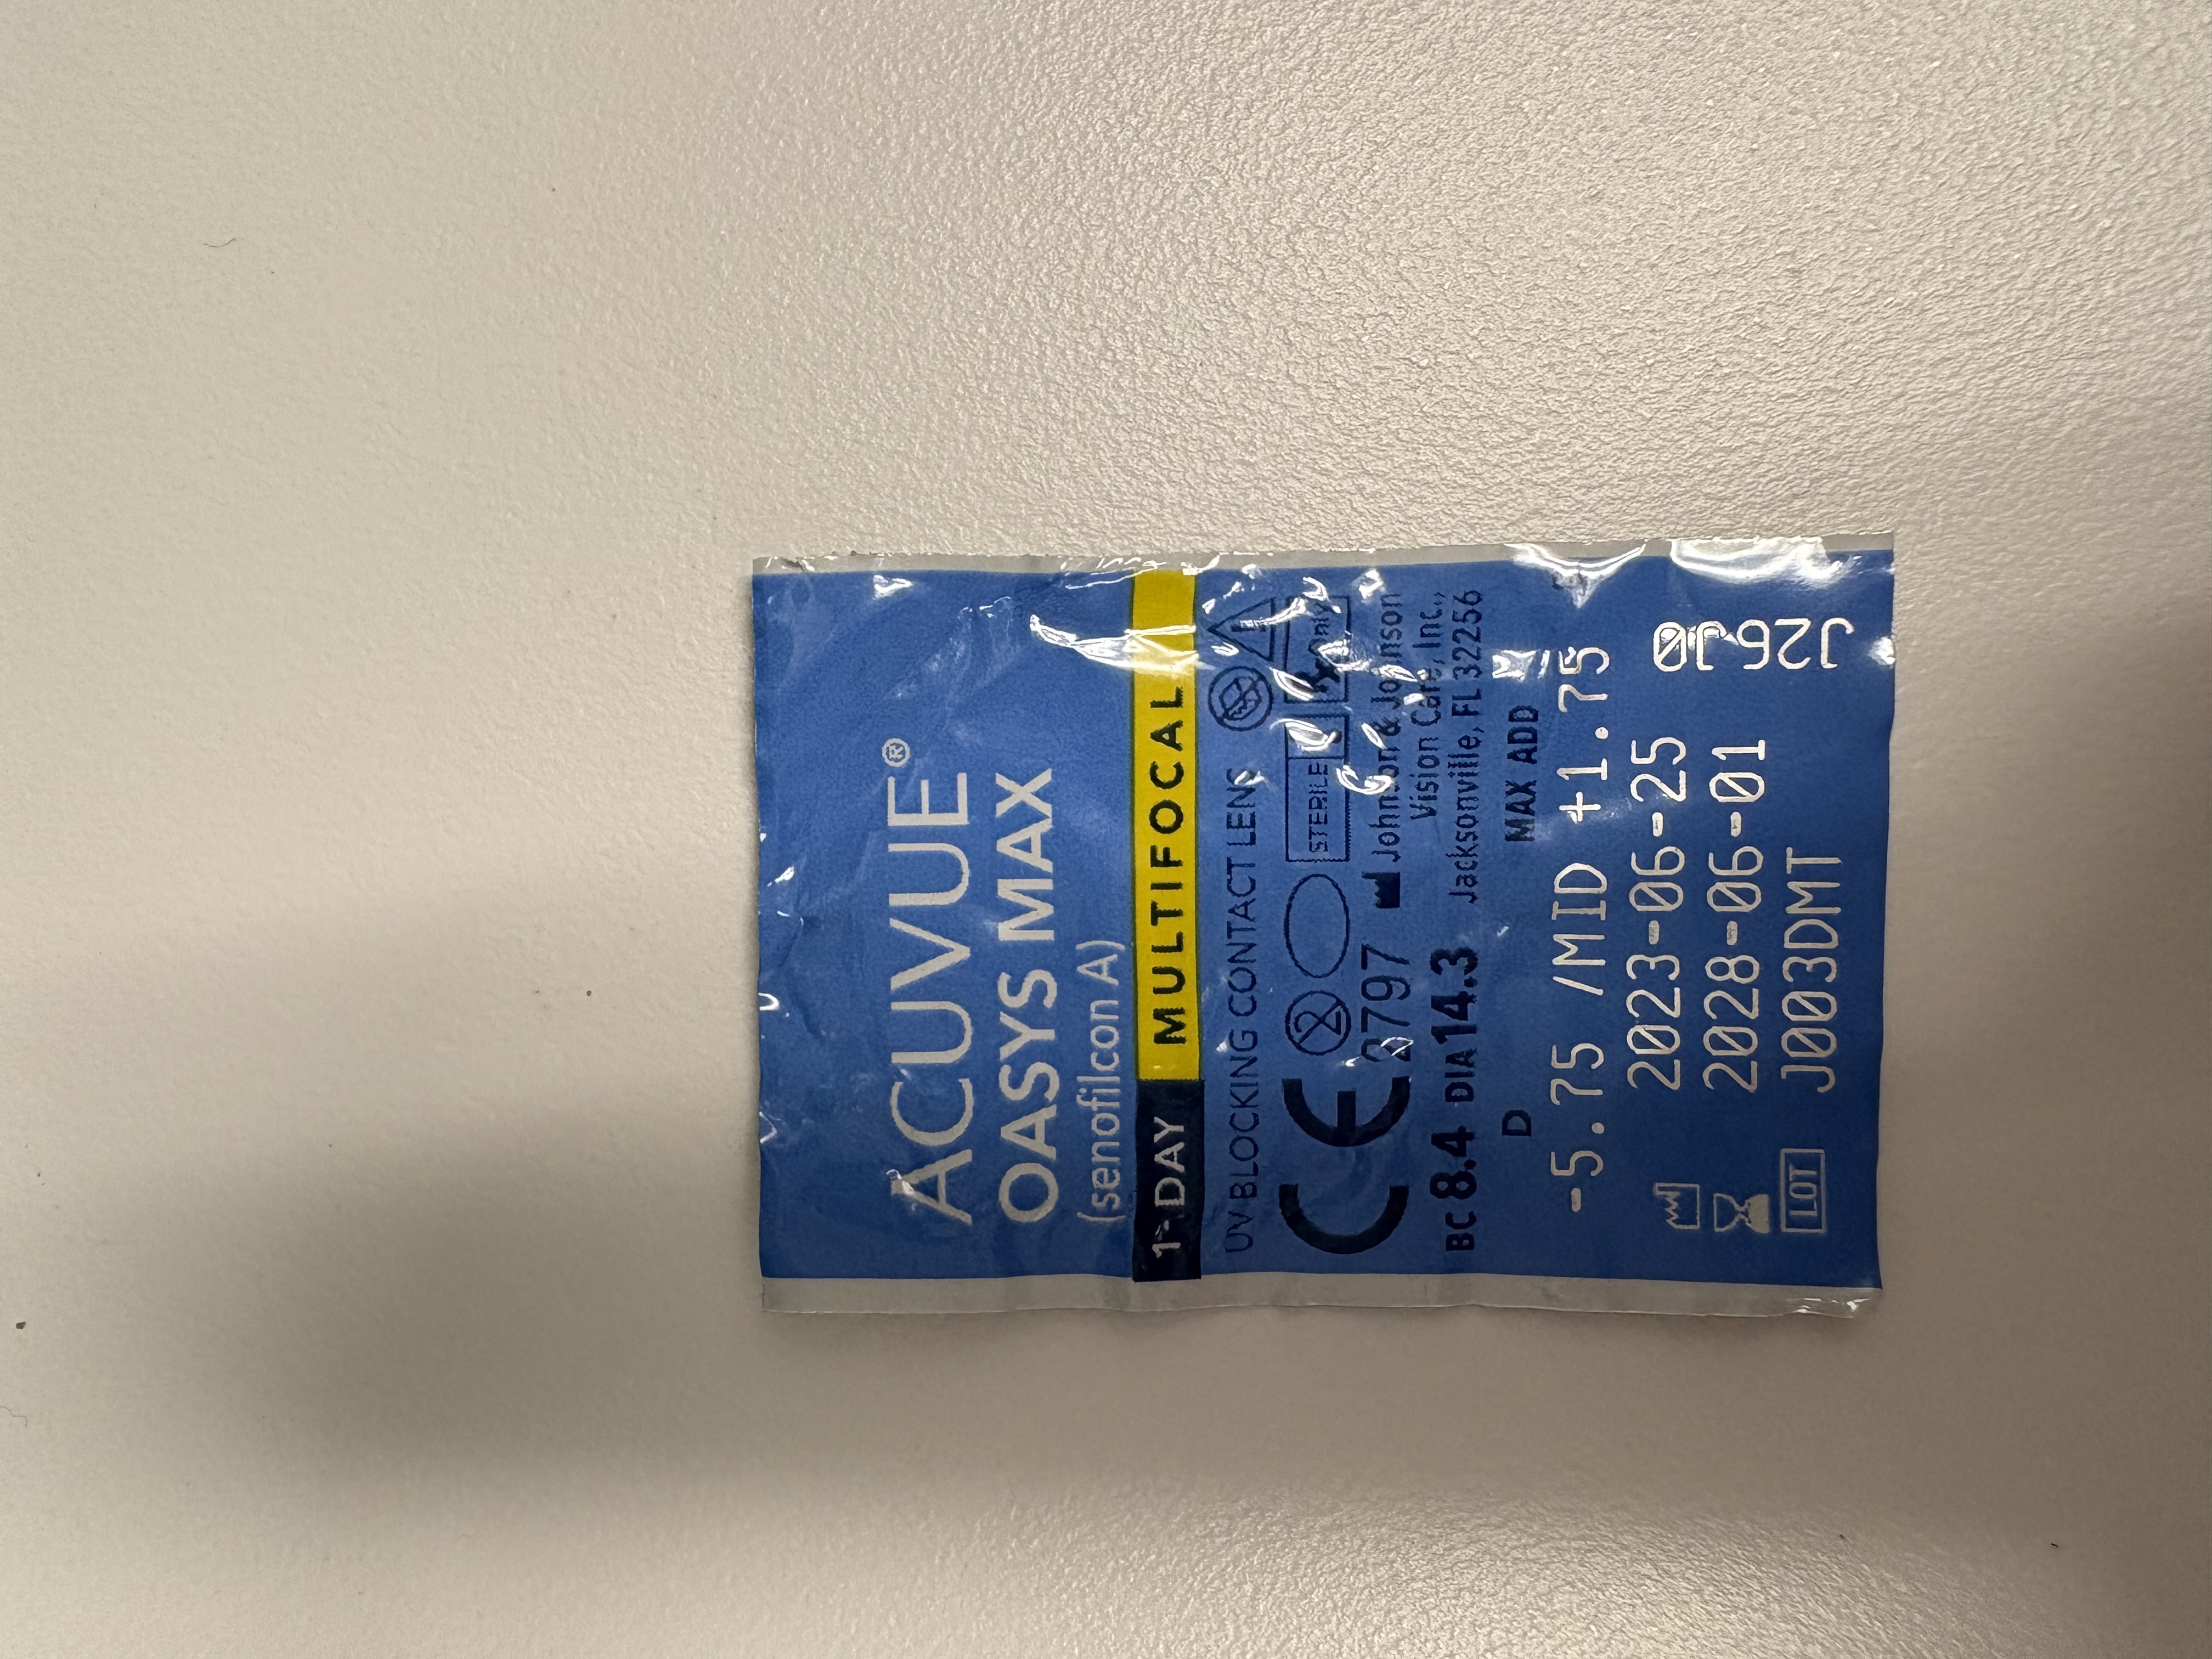 ACUVUE®
OASYS MAX
(senofilcon A)
1-DAY MULTIFOCAL
UV BLOCKING CONTACT LENS
CE 2 STERILE Rx Only
2797 Johnson & Johnson
Vision Care, Inc.,
BC 8.4 DIA 14.3 Jacksonville, FL 32256
D MAX ADD
-5.75 /MID +1.75
2023-06-25
2028-06-01
LOT J003DMT
J26J0